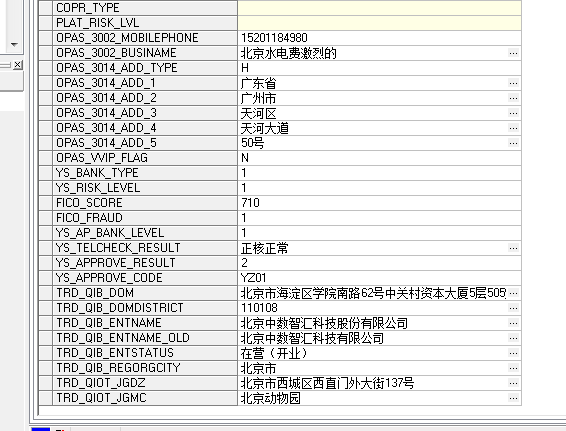 COPR_TYPE
PLAT_RISK_LVL
OPAS_3002_MOBILEPHONE 15201184980
OPAS_3002_BUSINAME 北京水电费激烈的 ...
OPAS_3014_ADD_TYPE H
OPAS_3014_ADD_1 广东省 ...
OPAS_3014_ADD_2 广州市 ...
OPAS_3014_ADD_3 天河区 ...
OPAS_3014_ADD_4 天河大道 ...
OPAS_3014_ADD_5 50号 ...
OPAS_VVIP_FLAG N
YS_BANK_TYPE 1
YS_RISK_LEVEL 1
FICO_SCORE 710
FICO_FRAUD 1
YS_AP_BANK_LEVEL 1
YS_TELCHECK_RESULT 正核正常 ...
YS_APPROVE_RESULT 2
YS_APPROVE_CODE YZ01
TRD_QIB_DOM 北京市海淀区学院南路62号中关村资本大厦5层505 ...
TRD_QIB_DOMDISTRICT 110108 ...
TRD_QIB_ENTNAME 北京中数智汇科技股份有限公司 ...
TRD_QIB_ENTNAME_OLD 北京中数智汇科技有限公司 ...
TRD_QIB_ENTSTATUS 在营（开业） ...
TRD_QIB_REGORGCITY 北京市 ...
TRD_QIOT_JGDZ 北京市西城区西直门外大街137号 ...
TRD_QIOT_JGMC 北京动物园 ...